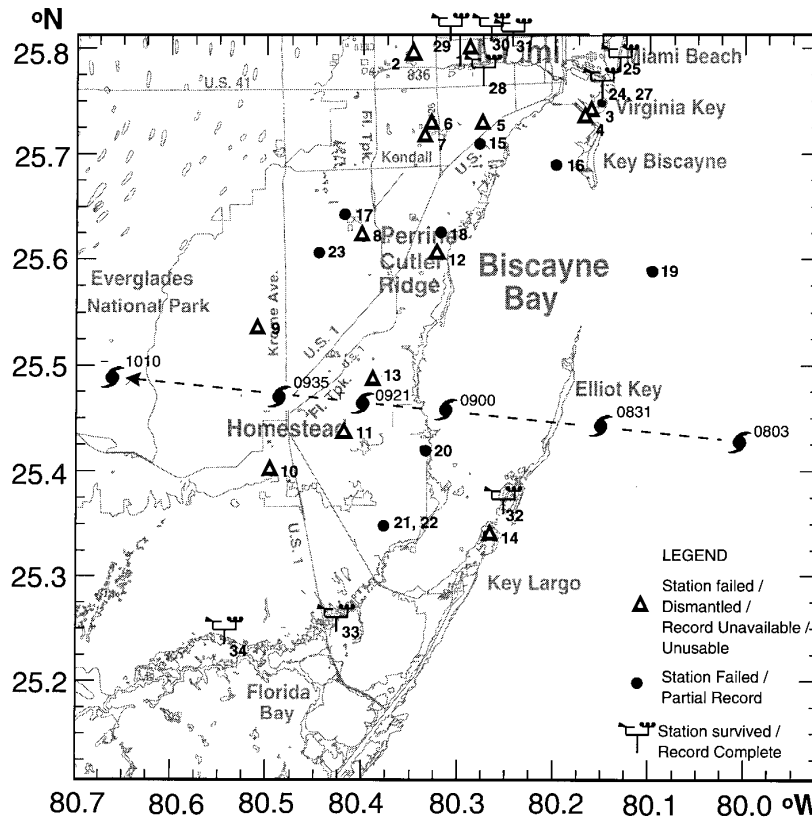 ºN
25.8
25.7
25.6
25.5
25.4
25.3
25.2
80.7
80.6
80.5
80.4
80.3
80.2
80.1
80.0
ºW
29
30
31
2
1
Miami
836
28
25
Miami Beach
U.S. 41
24, 27
Virginia Key
3
4
6
7
5
15
Kendall
U.S. 1
Fl Tpk.
16
Key Biscayne
17
8
18
23
Perrine
Cutler
Ridge
12
Biscayne
Bay
19
Everglades
National Park
Krome Ave.
9
U.S. 1
1010
0935
13
0921
0900
Elliot Key
0831
0803
Fl. Tpk.
Homestead
11
20
10
21, 22
32
14
U.S. 1
Key Largo
33
34
Florida
Bay
LEGEND
Station failed /
Dismantled /
Record Unavailable /
Unusable
Station Failed /
Partial Record
Station survived /
Record Complete